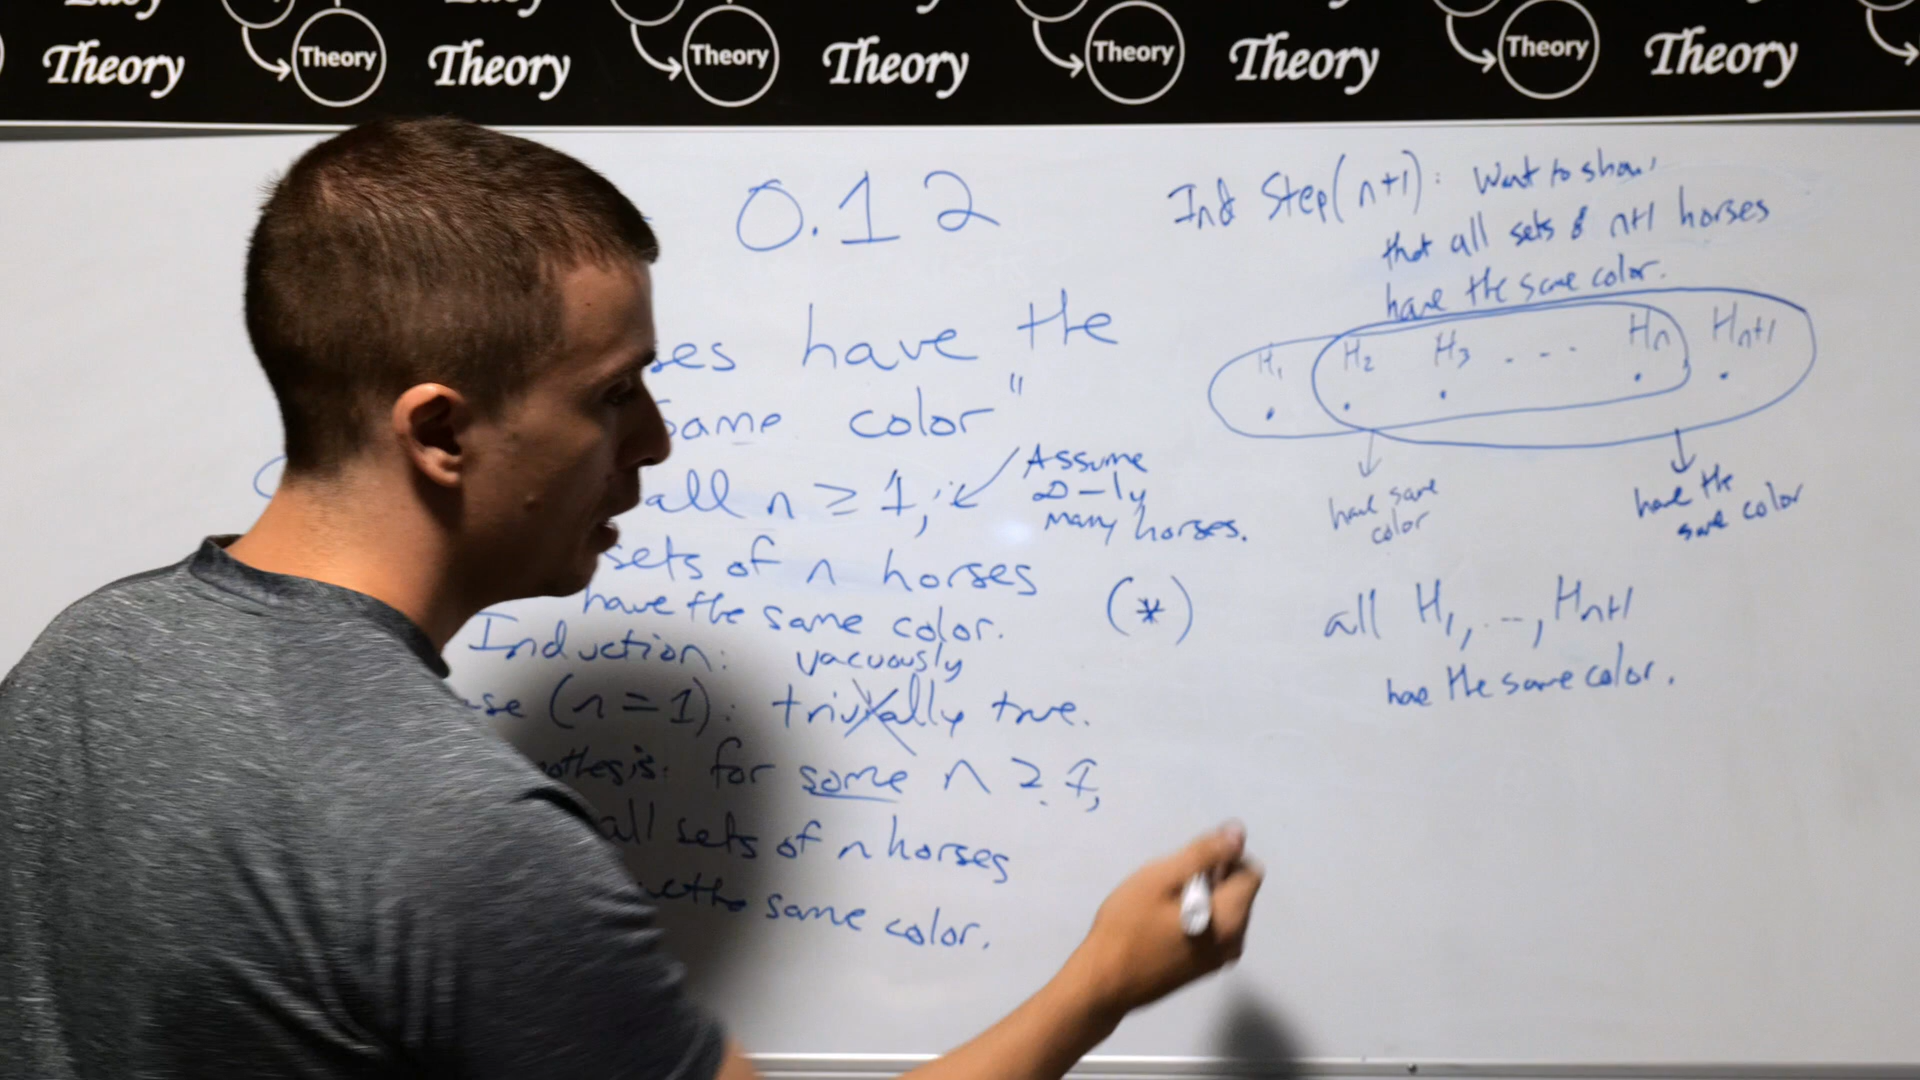 Theory Theory Theory Theory Theory Theory Theory Theory Theory
0.12
ses have the
same color"
all n ≥ 1,
Assume
∞-ly
many horses.
sets of n horses
have the same color. (*)
Induction: vacuously
se (n=1): trivially true.
othesis: for some n ≥ 1,
all sets of n horses
the same color.
Ind Step (n+1): Want to show
that all sets of n+1 horses
have the same color.
H1 H2 H3 . - - . Hn Hn+1
have same
color
have the
same color
all H1, ..., Hn+1
have the same color.